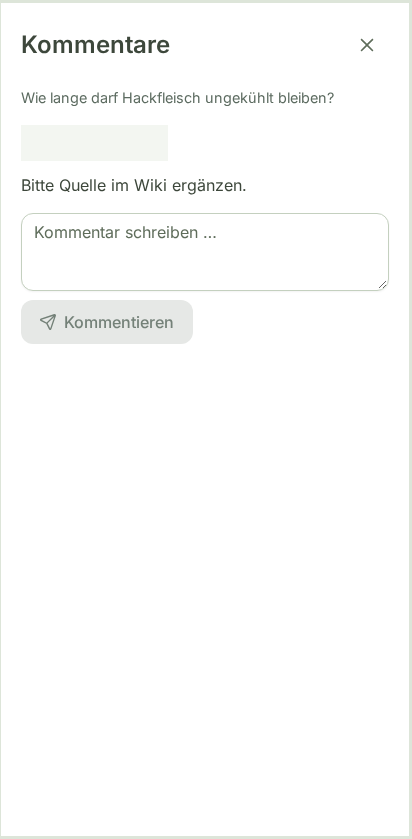 Kommentare
Wie lange darf Hackfleisch ungekühlt bleiben?
Bitte Quelle im Wiki ergänzen.
Kommentar schreiben ...
Kommentieren